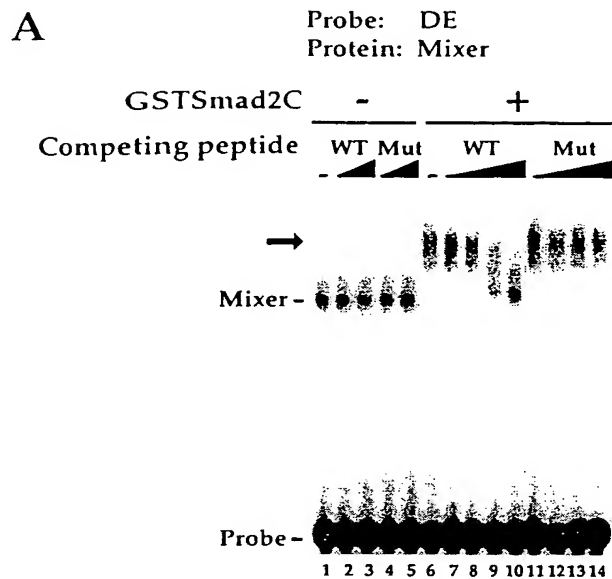 A
Probe: DE
Protein: Mixer
GSTSmad2C - +
Competing peptide WT Mut WT Mut
- -
Mixer-
Probe-
1 2 3 4 5 6 7 8 9 10 11 12 13 14